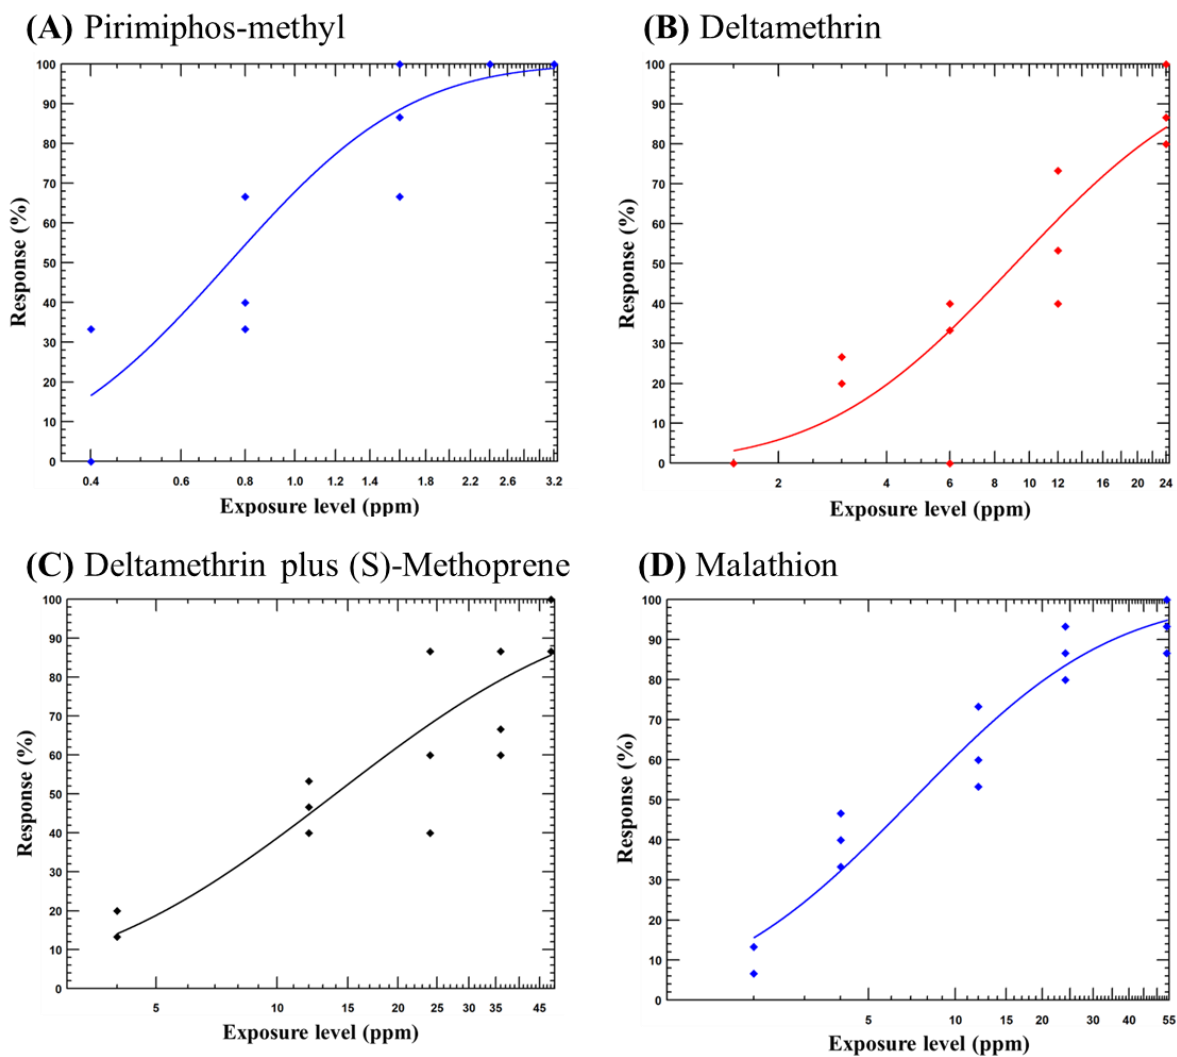 (A) Pirimiphos-methyl
100
90
80
70
60
50
40
30
20
10
0
Response (%)
0.4 0.6 0.8 1.0 1.2 1.4 1.8 2.2 2.6 3.2
Exposure level (ppm)
(B) Deltamethrin
100
90
80
70
60
50
40
30
20
10
0
Response (%)
2 4 6 8 10 12 16 20 24
Exposure level (ppm)
(C) Deltamethrin plus (S)-Methoprene
100
90
80
70
60
50
40
30
20
10
0
Response (%)
5 10 15 20 25 35 45
Exposure level (ppm)
(D) Malathion
100
90
80
70
60
50
40
30
20
10
0
Response (%)
5 10 20 30 40 55
Exposure level (ppm)